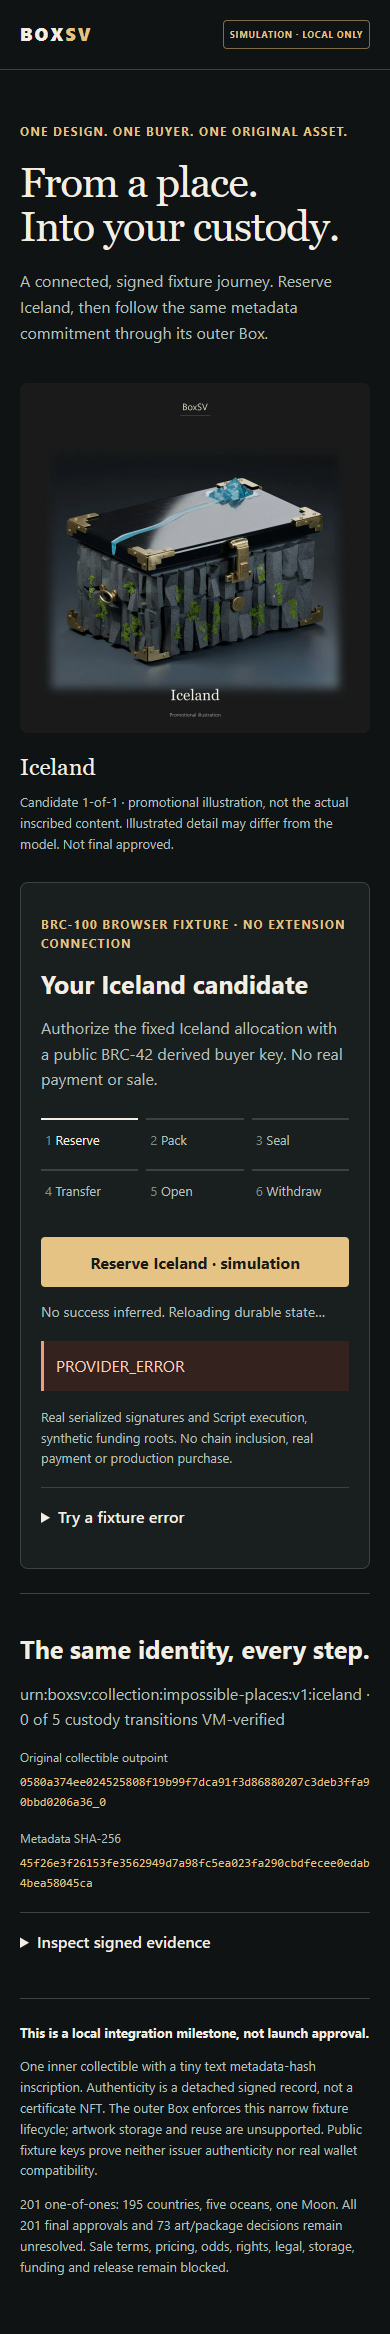 BOXSV
SIMULATION · LOCAL ONLY
ONE DESIGN. ONE BUYER. ONE ORIGINAL ASSET.
From a place.
Into your custody.
A connected, signed fixture journey. Reserve
Iceland, then follow the same metadata
commitment through its outer Box.
BoxSV
Iceland
Promotional illustration
Iceland
Candidate 1-of-1 · promotional illustration, not the actual
inscribed content. Illustrated detail may differ from the
model. Not final approved.
BRC-100 BROWSER FIXTURE · NO EXTENSION
CONNECTION
Your Iceland candidate
Authorize the fixed Iceland allocation with
a public BRC-42 derived buyer key. No real
payment or sale.
1 Reserve
2 Pack
3 Seal
4 Transfer
5 Open
6 Withdraw
Reserve Iceland · simulation
No success inferred. Reloading durable state...
PROVIDER_ERROR
Real serialized signatures and Script execution,
synthetic funding roots. No chain inclusion, real
payment or production purchase.
▶ Try a fixture error
The same identity, every step.
urn:boxsv:collection:impossible-places:v1:iceland ·
0 of 5 custody transitions VM-verified
Original collectible outpoint
0580a374ee024525808f19b99f7dca91f3d86880207c3deb3ffa9
0bbd0206a36_0
Metadata SHA-256
45f26e3f26153fe3562949d7a98fc5ea023fa290cbdfecee0edab
4bea58045ca
▶ Inspect signed evidence
This is a local integration milestone, not launch approval.
One inner collectible with a tiny text metadata-hash
inscription. Authenticity is a detached signed record, not a
certificate NFT. The outer Box enforces this narrow fixture
lifecycle; artwork storage and reuse are unsupported. Public
fixture keys prove neither issuer authenticity nor real wallet
compatibility.
201 one-of-ones: 195 countries, five oceans, one Moon. All
201 final approvals and 73 art/package decisions remain
unresolved. Sale terms, pricing, odds, rights, legal, storage,
funding and release remain blocked.